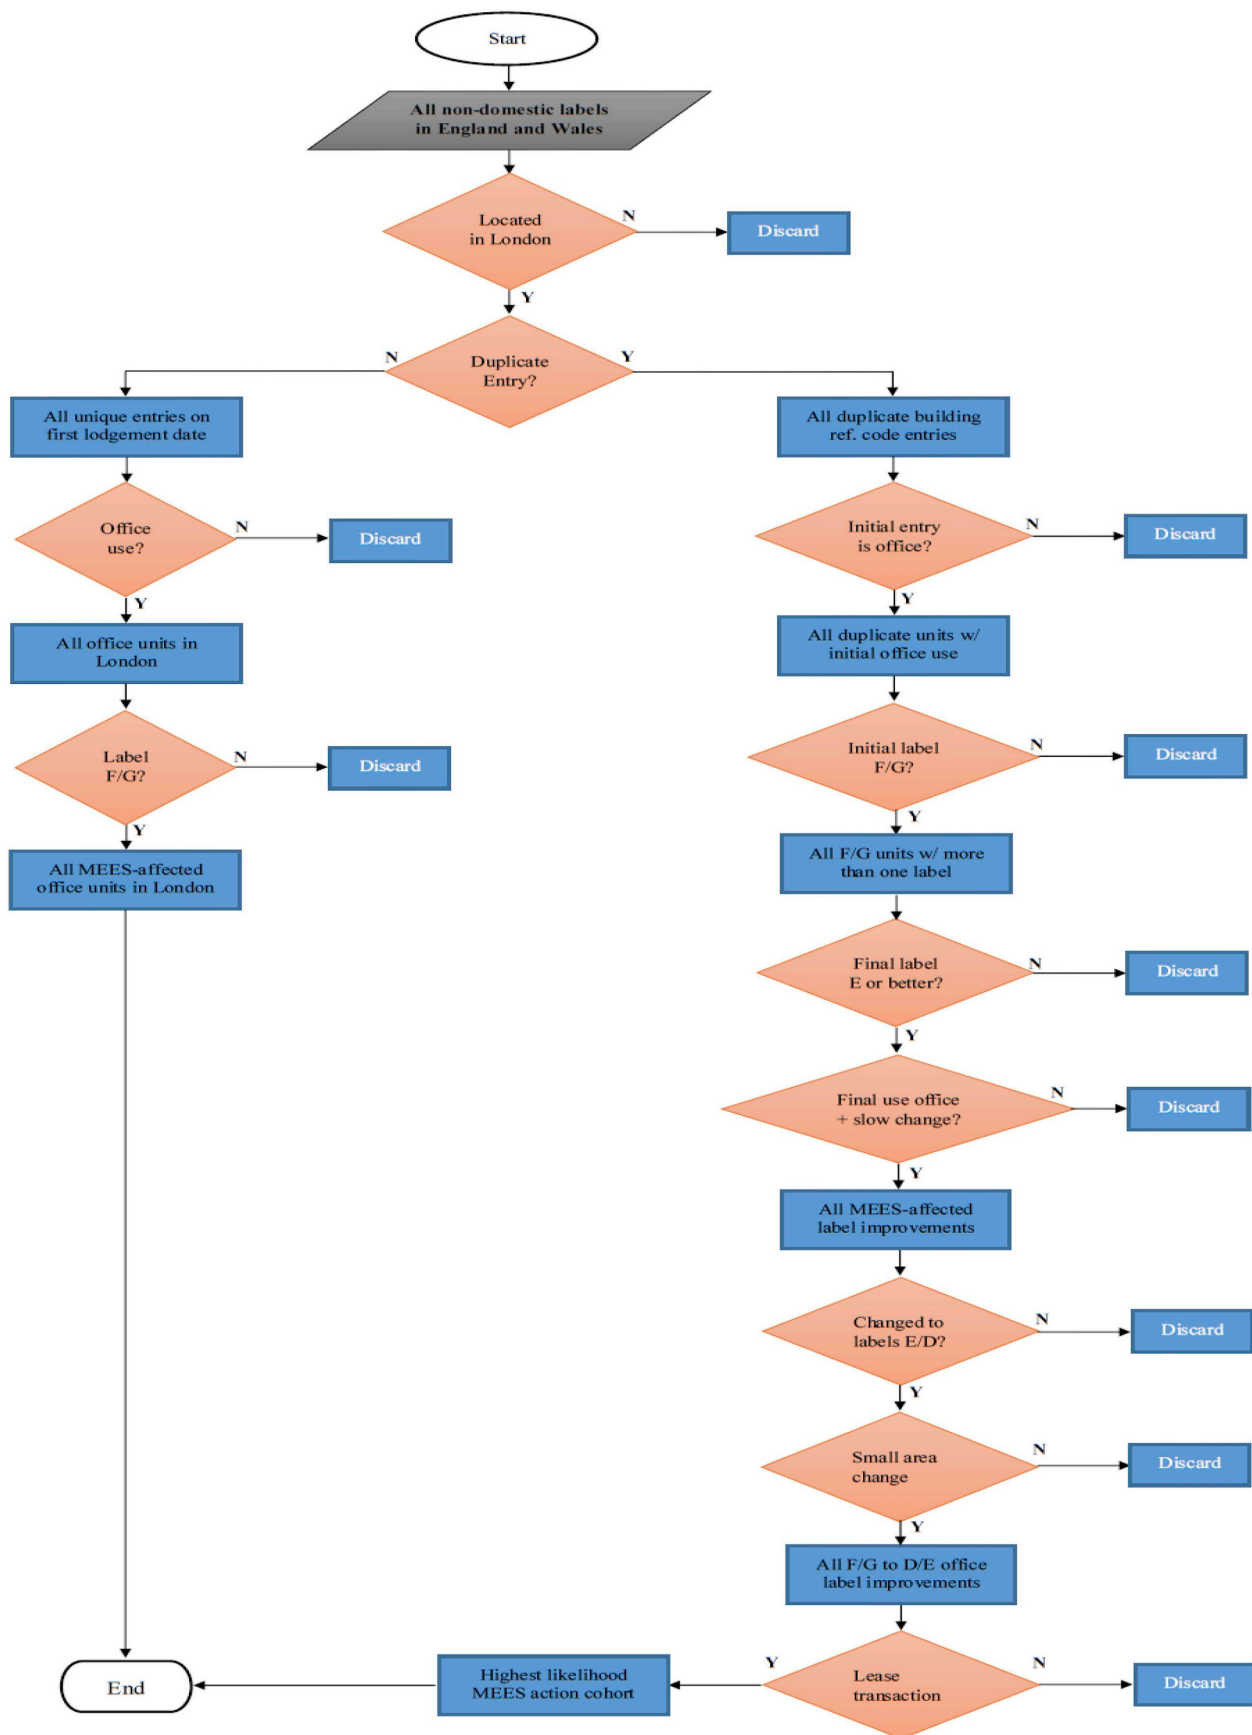 Start
All non-domestic labels
in England and Wales
Located
in London
N
Discard
Y
Duplicate
Entry?
N
Y
All unique entries on
first lodgement date
Office
use?
N
Discard
Y
All office units in
London
Label
F/G?
N
Discard
Y
All MEES-affected
office units in London
All duplicate building
ref. code entries
Initial entry
is office?
N
Discard
Y
All duplicate units w/
initial office use
Initial label
F/G?
N
Discard
Y
All F/G units w/ more
than one label
Final label
E or better?
N
Discard
Y
Final use office
+ slow change?
N
Discard
Y
All MEES-affected
label improvements
Changed to
labels E/D?
N
Discard
Y
Small area
change
N
Discard
Y
All F/G to D/E office
label improvements
Lease
transaction
N
Discard
Y
Highest likelihood
MEES action cohort
End